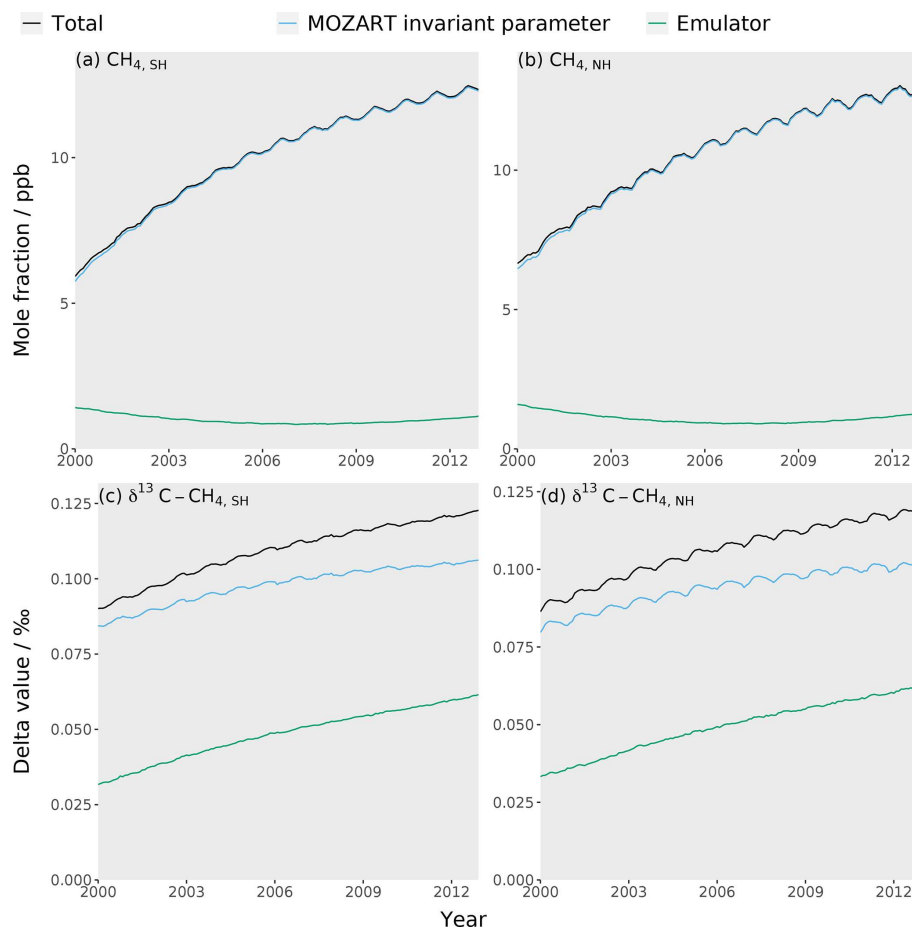 Total MOZART invariant parameter Emulator
(a) CH4, SH
(b) CH4, NH
Mole fraction / ppb
10
5
0
2000 2003 2006 2009 2012
10
5
0
2000 2003 2006 2009 2012
(c) δ13 C−CH4, SH
(d) δ13 C−CH4, NH
Delta value / ‰
0.125
0.100
0.075
0.050
0.025
0.000
2000 2003 2006 2009 2012
0.125
0.100
0.075
0.050
0.025
0.000
2000 2003 2006 2009 2012
Year